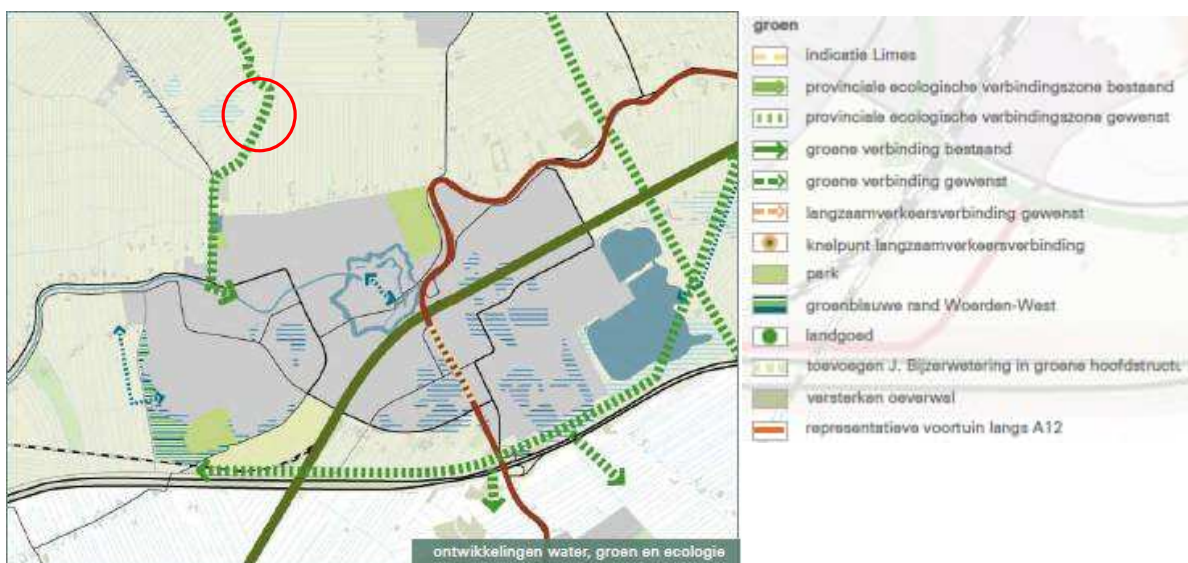 groen
indicatie Limes
provinciale ecologische verbindingszone bestaand
provinciale ecologische verbindingszone gewenst
groene verbinding bestaand
groene verbinding gewenst
langzaamverkeersverbinding gewenst
knelpunt langzaamverkeersverbinding
park
groenblauwe rand Woerden-West
landgoed
toevoegen J. Bijzerwetering in groene hoofdstructu
versterken oeverwal
representatieve voortuin langs A12
ontwikkelingen water, groen en ecologie